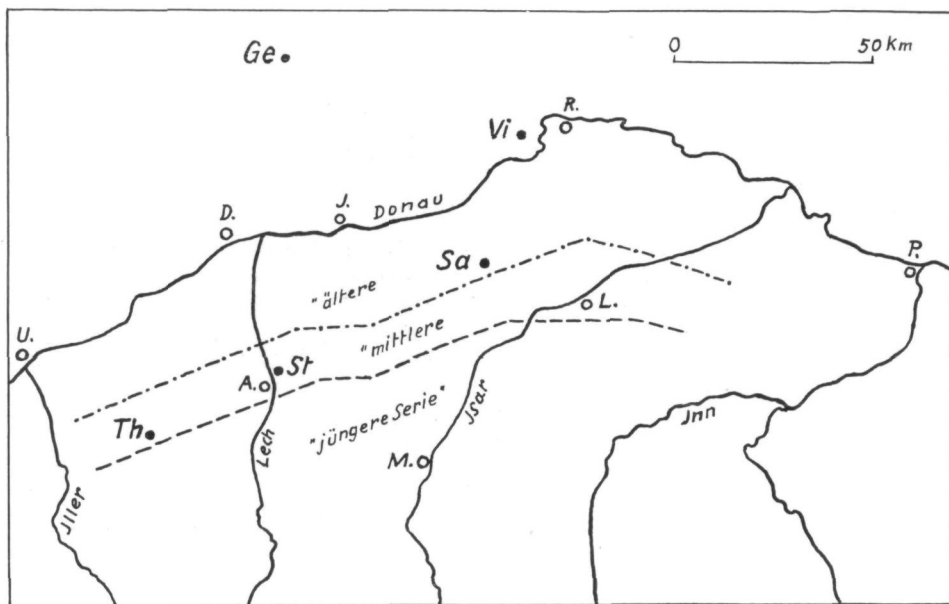 Ge
0 50 Km
R.
Vi
D.
J.
Donau
Sa
P.
"ältere
L.
U.
"mittlere
St
A.
Jsar
"jüngere Serie"
Th
Lech
Jnn
M.
Jller